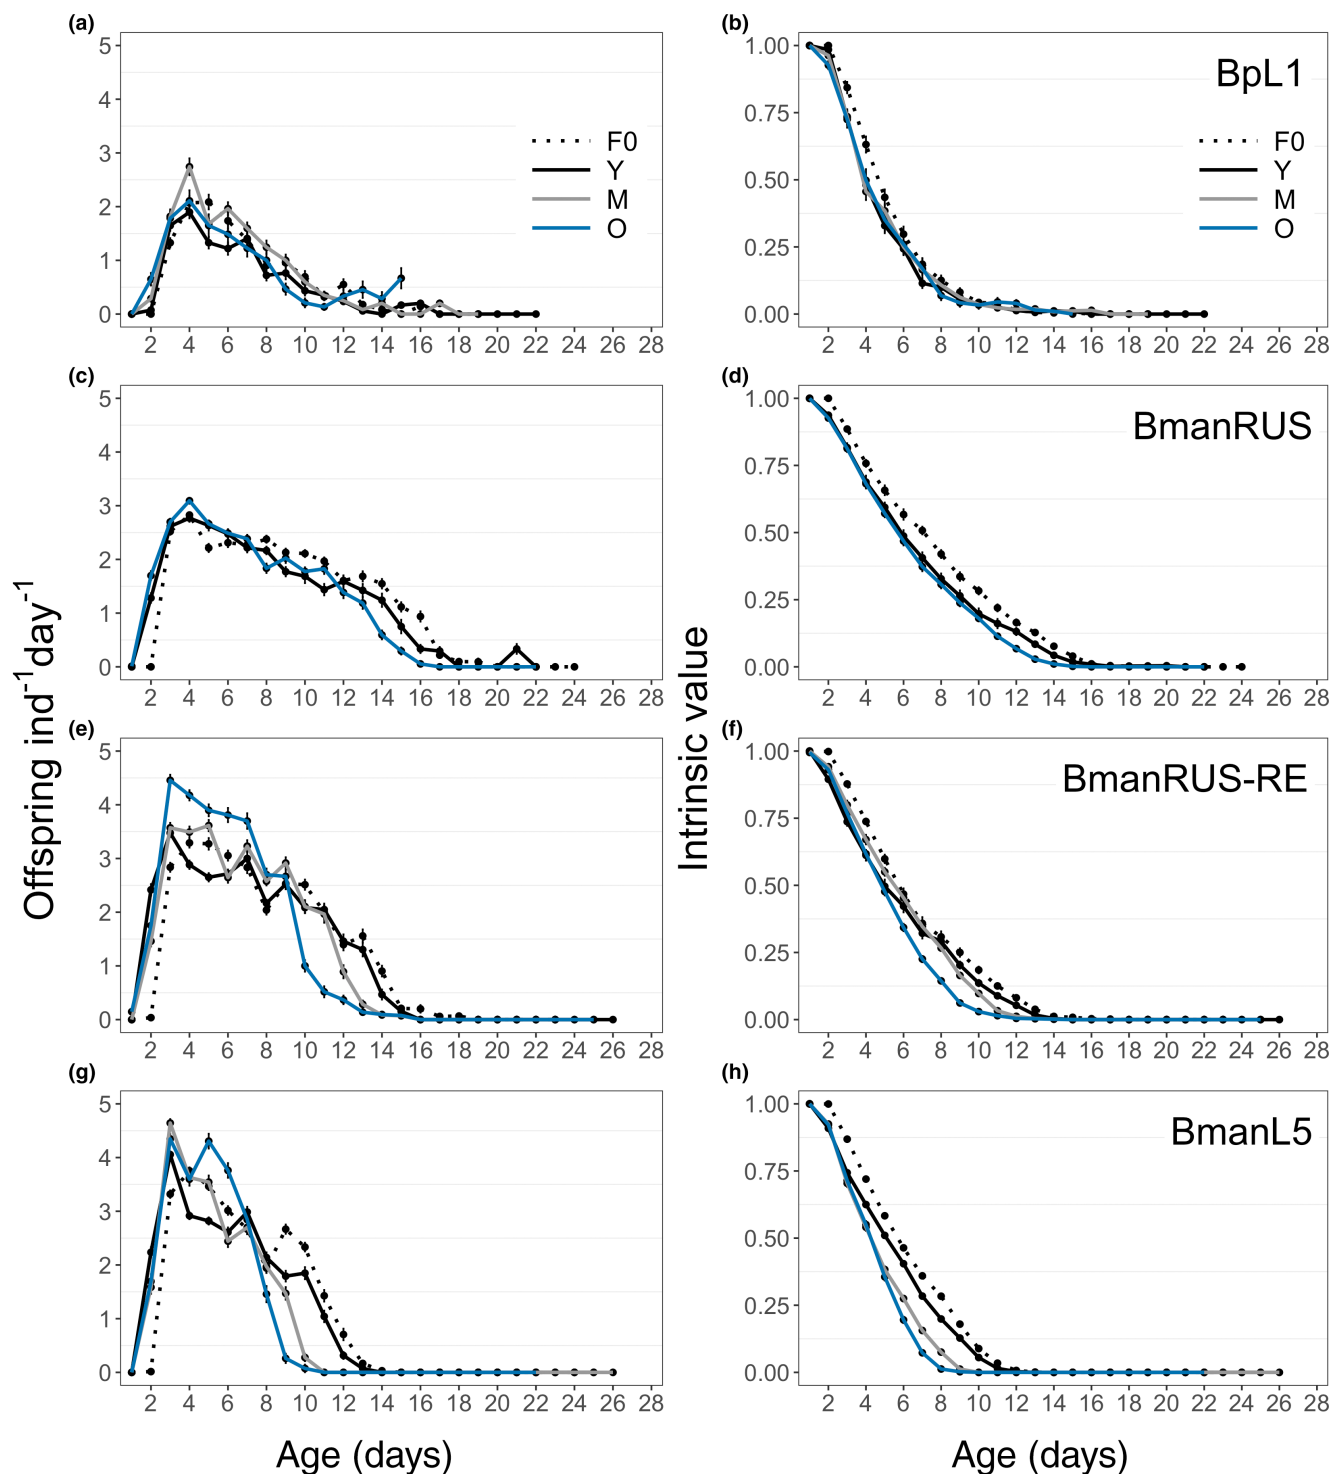 (a)
5
4
3
2
1
0
F0
Y
M
O
2 4 6 8 10 12 14 16 18 20 22 24 26 28
(b)
1.00
0.75
0.50
0.25
0.00
BpL1
F0
Y
M
O
2 4 6 8 10 12 14 16 18 20 22 24 26 28
(c)
5
4
3
2
1
0
2 4 6 8 10 12 14 16 18 20 22 24 26 28
(d)
1.00
0.75
0.50
0.25
0.00
BmanRUS
2 4 6 8 10 12 14 16 18 20 22 24 26 28
Offspring ind⁻¹day⁻¹
Intrinsic value
(e)
5
4
3
2
1
0
2 4 6 8 10 12 14 16 18 20 22 24 26 28
(f)
1.00
0.75
0.50
0.25
0.00
BmanRUS-RE
2 4 6 8 10 12 14 16 18 20 22 24 26 28
(g)
5
4
3
2
1
0
2 4 6 8 10 12 14 16 18 20 22 24 26 28
Age (days)
(h)
1.00
0.75
0.50
0.25
0.00
BmanL5
2 4 6 8 10 12 14 16 18 20 22 24 26 28
Age (days)